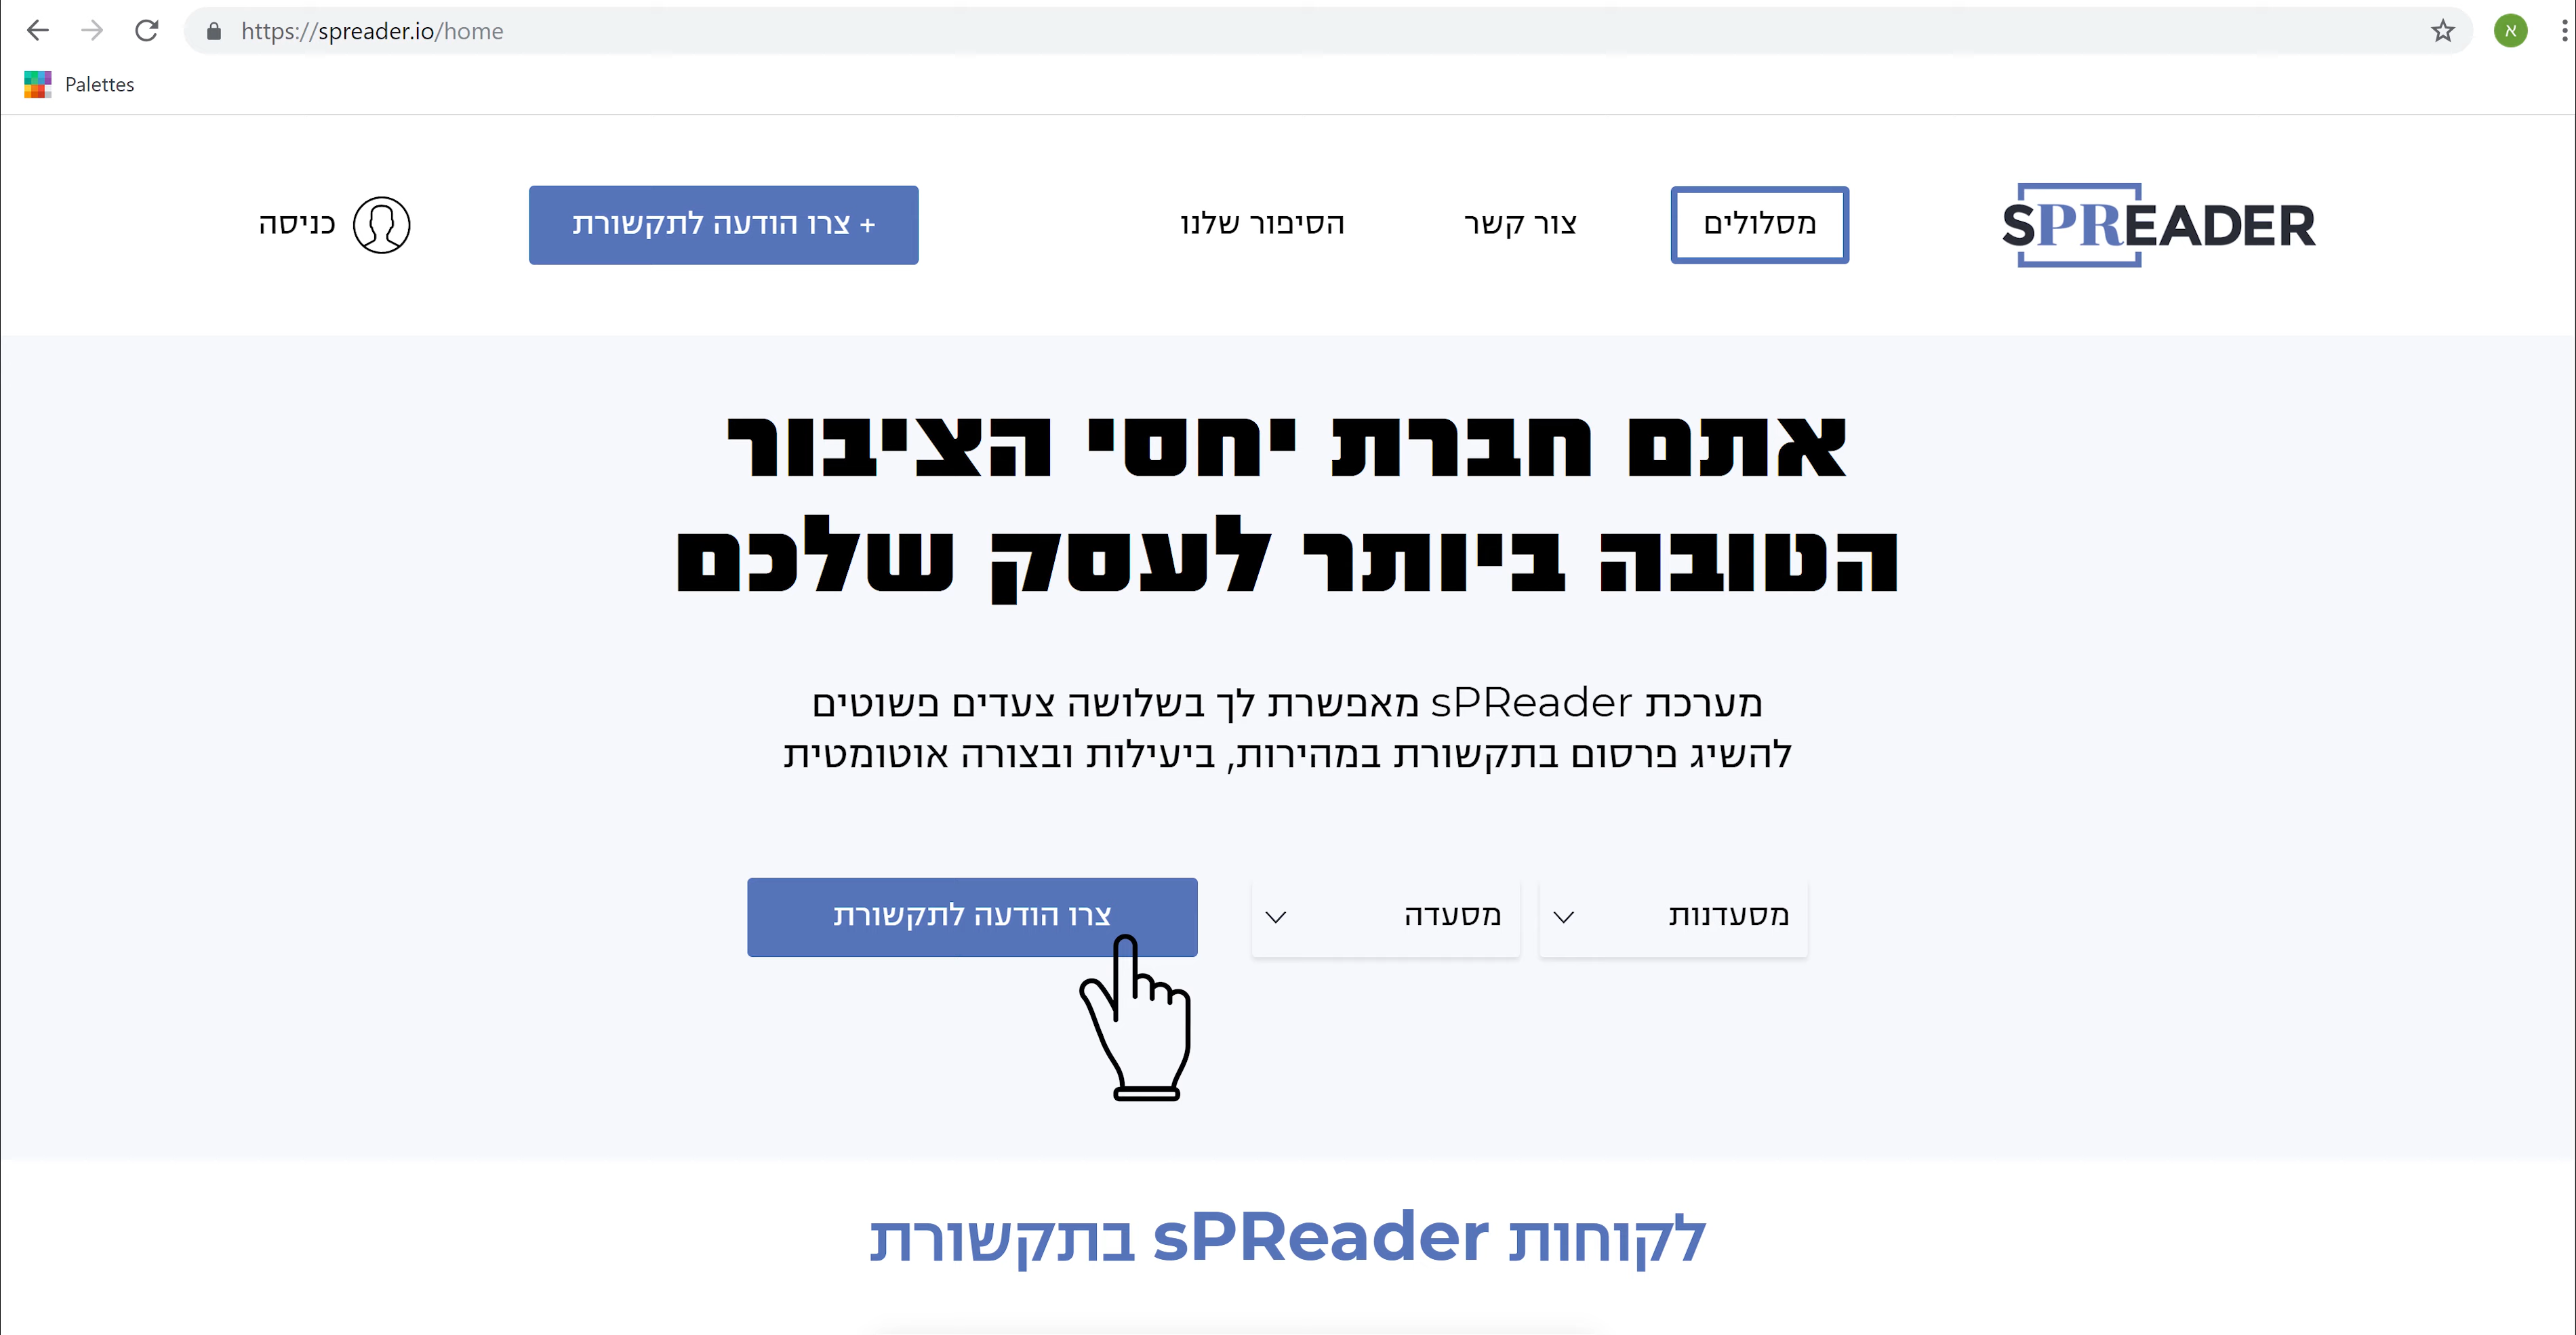 https://spreader.io/home
א
Palettes
SPREADER
מסלולים
צור קשר
הסיפור שלנו
+ צרו הודעה לתקשורת
כניסה
אתם חברת יחסי הציבור
הטובה ביותר לעסק שלכם
מערכת sPReader מאפשרת לך בשלושה צעדים פשוטים
להשיג פרסום בתקשורת במהירות, ביעילות ובצורה אוטומטית
מסעדנות
מסעדה
צרו הודעה לתקשורת
לקוחות sPReader בתקשורת